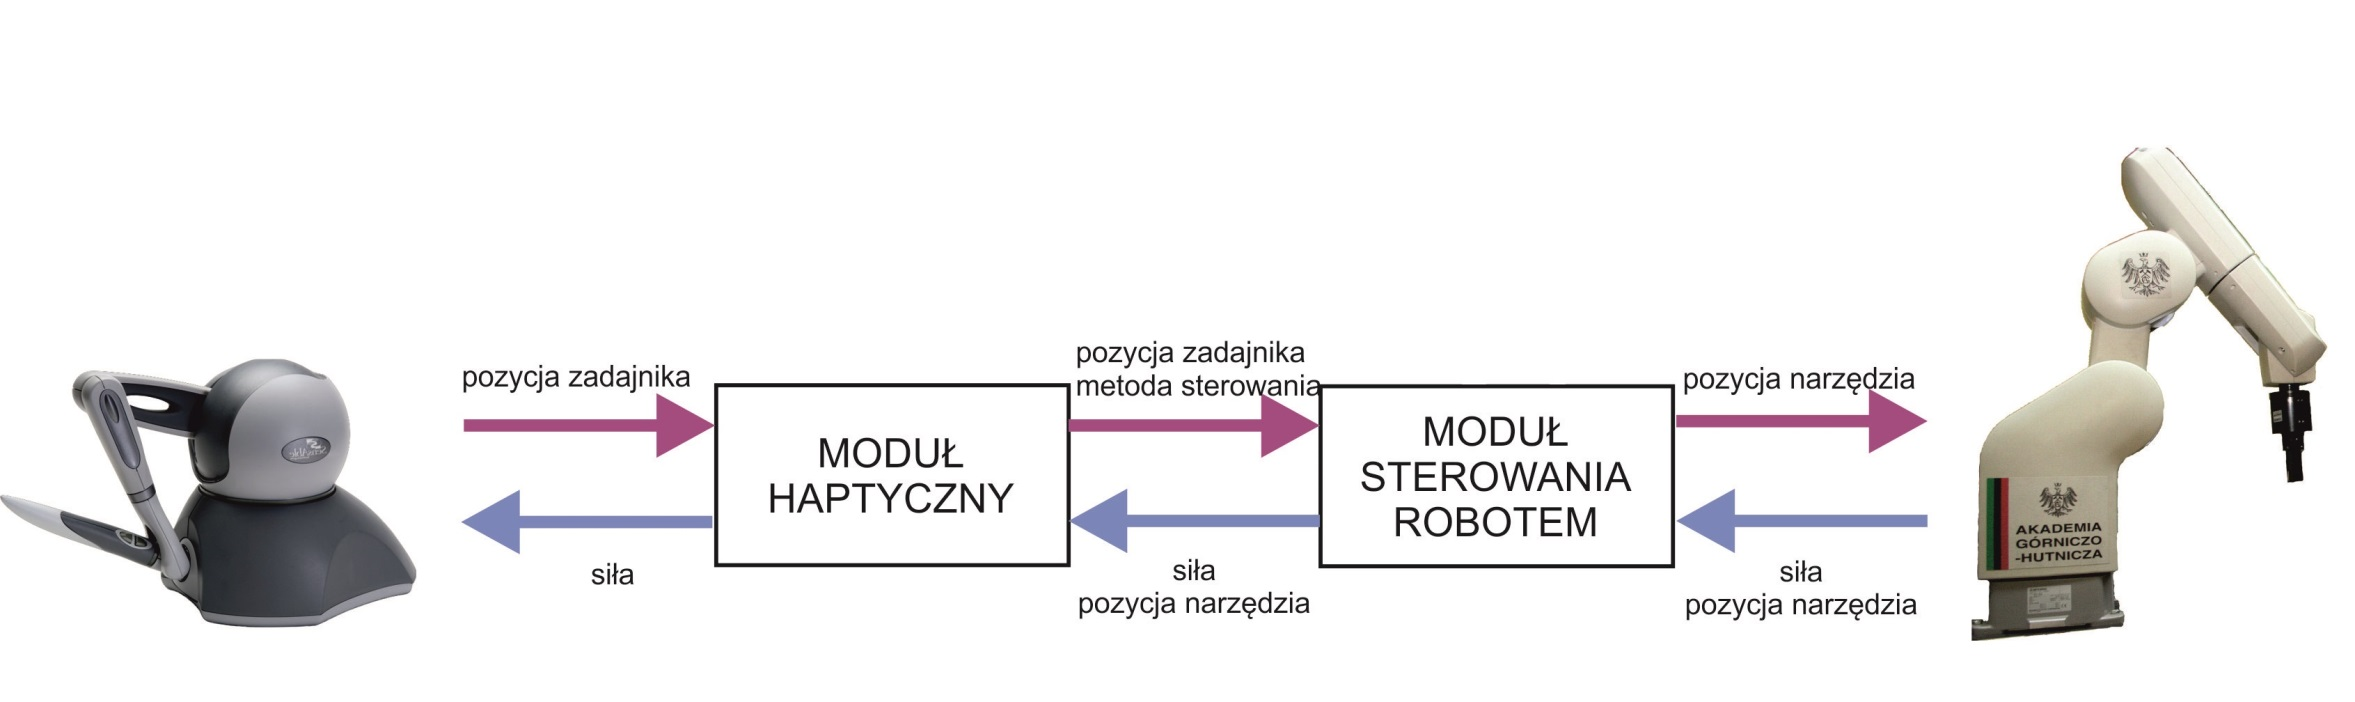 pozycja zadajnika
siła
MODUŁ
HAPTYCZNY
pozycja zadajnika
metoda sterowania
siła
pozycja narzędzia
MODUŁ
STEROWANIA
ROBOTEM
pozycja narzędzia
siła
pozycja narzędzia
AKADEMIA
GÓRNICZO
-HUTNICZA